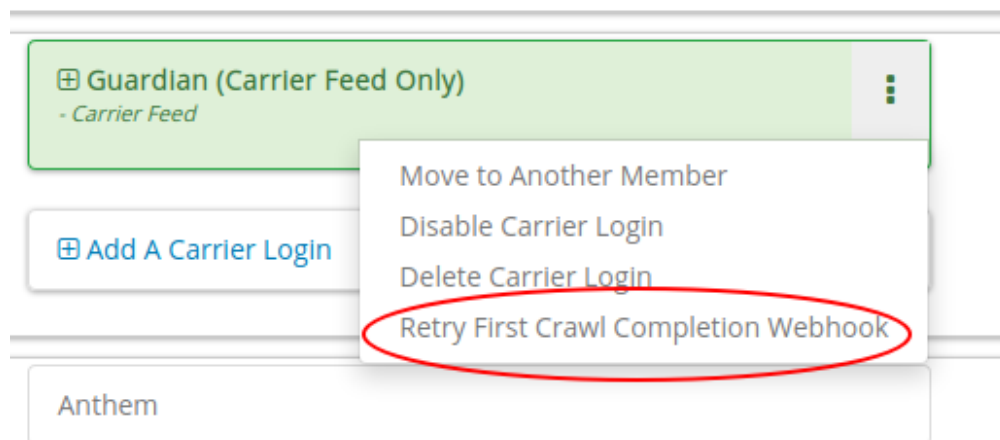 Guardian (Carrier Feed Only)
- Carrier Feed
Move to Another Member
Disable Carrier Login
Add A Carrier Login
Delete Carrier Login
Retry First Crawl Completion Webhook
Anthem